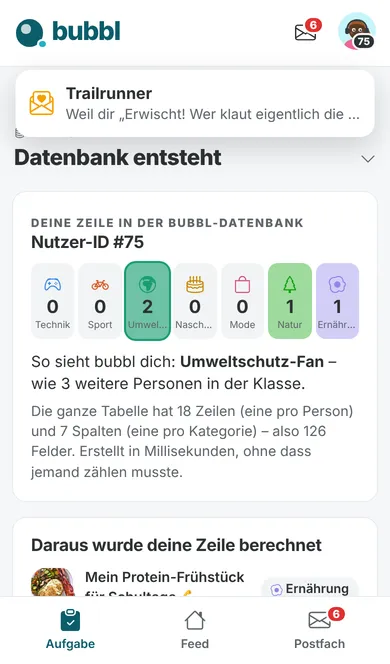 bubbl
6
75
Trailrunner
Weil dir „Erwischt! Wer klaut eigentlich die ...
Datenbank entsteht
DEINE ZEILE IN DER BUBBL-DATENBANK
Nutzer-ID #75
0 0 2 0 0 1 1
Technik Sport Umwel... Nasch... Mode Natur Ernähr...
So sieht bubbl dich: Umweltschutz-Fan –
wie 3 weitere Personen in der Klasse.
Die ganze Tabelle hat 18 Zeilen (eine pro Person)
und 7 Spalten (eine pro Kategorie) – also 126
Felder. Erstellt in Millisekunden, ohne dass
jemand zählen musste.
Daraus wurde deine Zeile berechnet
Mein Protein-Frühstück
für Schultage
Ernährung
6
Aufgabe Feed Postfach